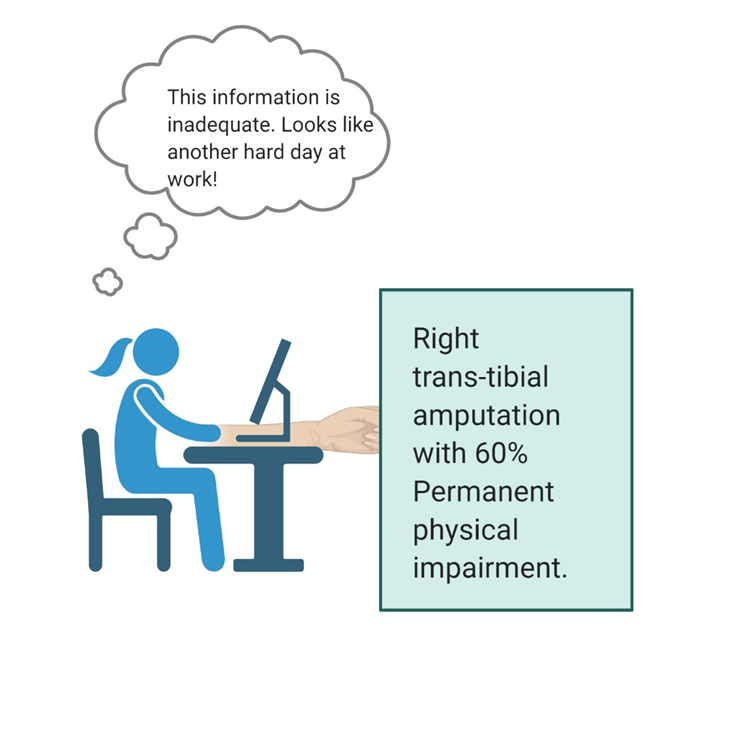 This information is
inadequate. Looks like
another hard day at
work!
Right
trans-tibial
amputation
with 60%
Permanent
physical
impairment.